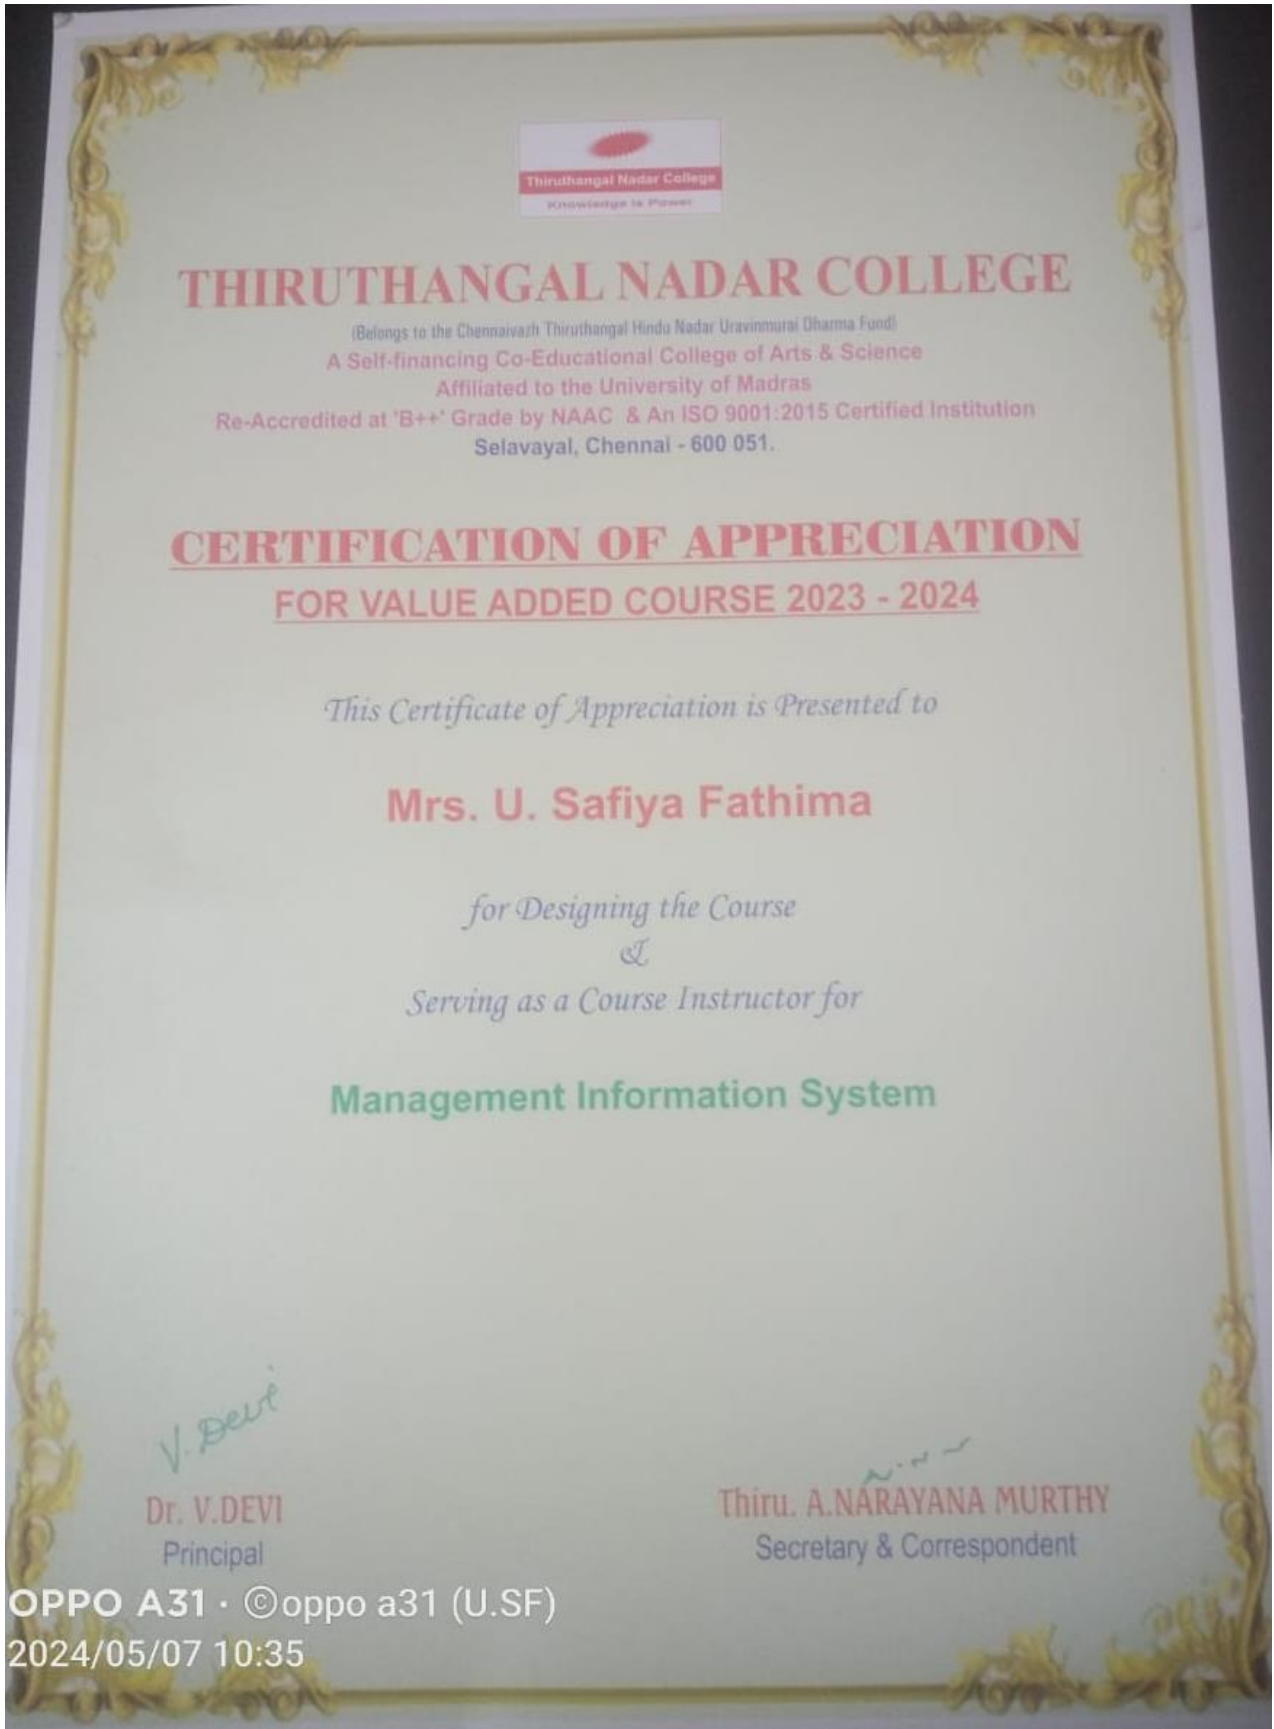 Thiruthangal Nadar College
Knowledge is Power
THIRUTHANGAL NADAR COLLEGE
(Belongs to the Chennaivazh Thiruthangal Hindu Nadar Uravinmurai Dharma Fund)
A Self-financing Co-Educational College of Arts & Science
Affiliated to the University of Madras
Re-Accredited at 'B++' Grade by NAAC & An ISO 9001:2015 Certified Institution
Selavayal, Chennai - 600 051.
CERTIFICATION OF APPRECIATION
FOR VALUE ADDED COURSE 2023 - 2024
This Certificate of Appreciation is Presented to
Mrs. U. Safiya Fathima
for Designing the Course
&
Serving as a Course Instructor for
Management Information System
V. Devi
Dr. V.DEVI
Principal
Thiru. A.NARAYANA MURTHY
Secretary & Correspondent
OPPO A31 · ©oppo a31 (U.SF)
2024/05/07 10:35